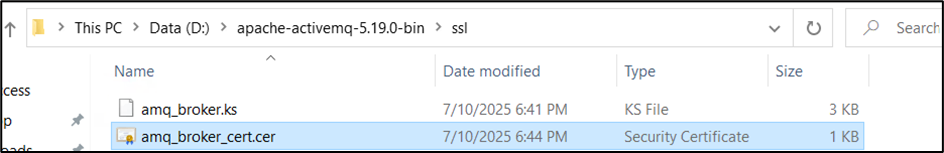 This PC > Data (D:) > apache-activemq-5.19.0-bin > ssl Search
Name Date modified Type Size
cess
p amq_broker.ks 7/10/2025 6:41 PM KS File 3 KB
oads amq_broker_cert.cer 7/10/2025 6:44 PM Security Certificate 1 KB